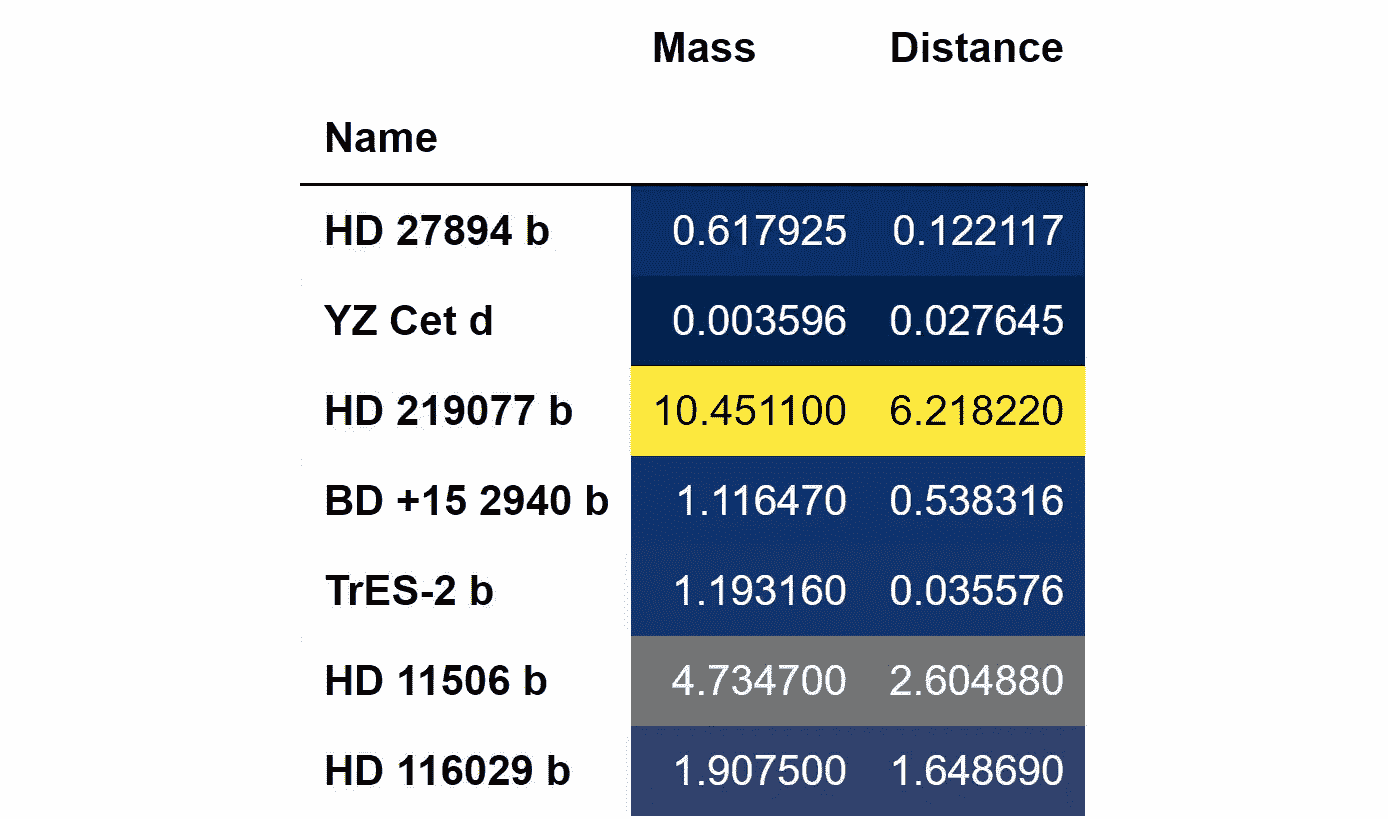 Mass Distance
Name
HD 27894 b 0.617925 0.122117
YZ Cet d 0.003596 0.027645
HD 219077 b 10.451100 6.218220
BD +15 2940 b 1.116470 0.538316
TrES-2 b 1.193160 0.035576
HD 11506 b 4.734700 2.604880
HD 116029 b 1.907500 1.648690